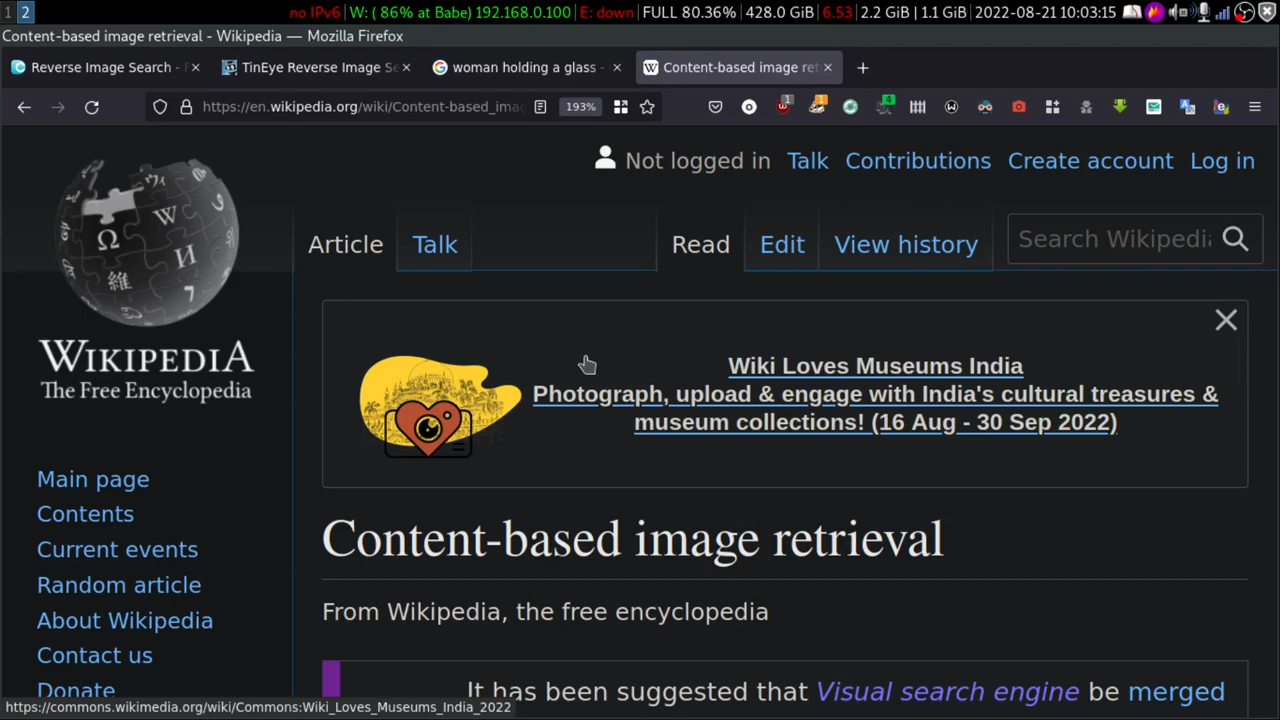 1 2 no IPv6 | W: ( 86% at Babe) 192.168.0.100 | E: down | FULL 80.36% | 428.0 GiB | 6.53 | 2.2 GiB | 1.1 GiB | 2022-08-21 10:03:15
Content-based image retrieval - Wikipedia — Mozilla Firefox
Reverse Image Search - F TinEye Reverse Image Se woman holding a glass - Content-based image ret
https://en.wikipedia.org/wiki/Content-based_imag 193%
Not logged in Talk Contributions Create account Log in
Article Talk Read Edit View history Search Wikipedi
WIKIPEDIA
The Free Encyclopedia
Wiki Loves Museums India
Photograph, upload & engage with India's cultural treasures &
museum collections! (16 Aug - 30 Sep 2022)
Main page
Contents
Current events
Random article
About Wikipedia
Contact us
Donate
Content-based image retrieval
From Wikipedia, the free encyclopedia
It has been suggested that Visual search engine be merged
https://commons.wikimedia.org/wiki/Commons:Wiki_Loves_Museums_India_2022